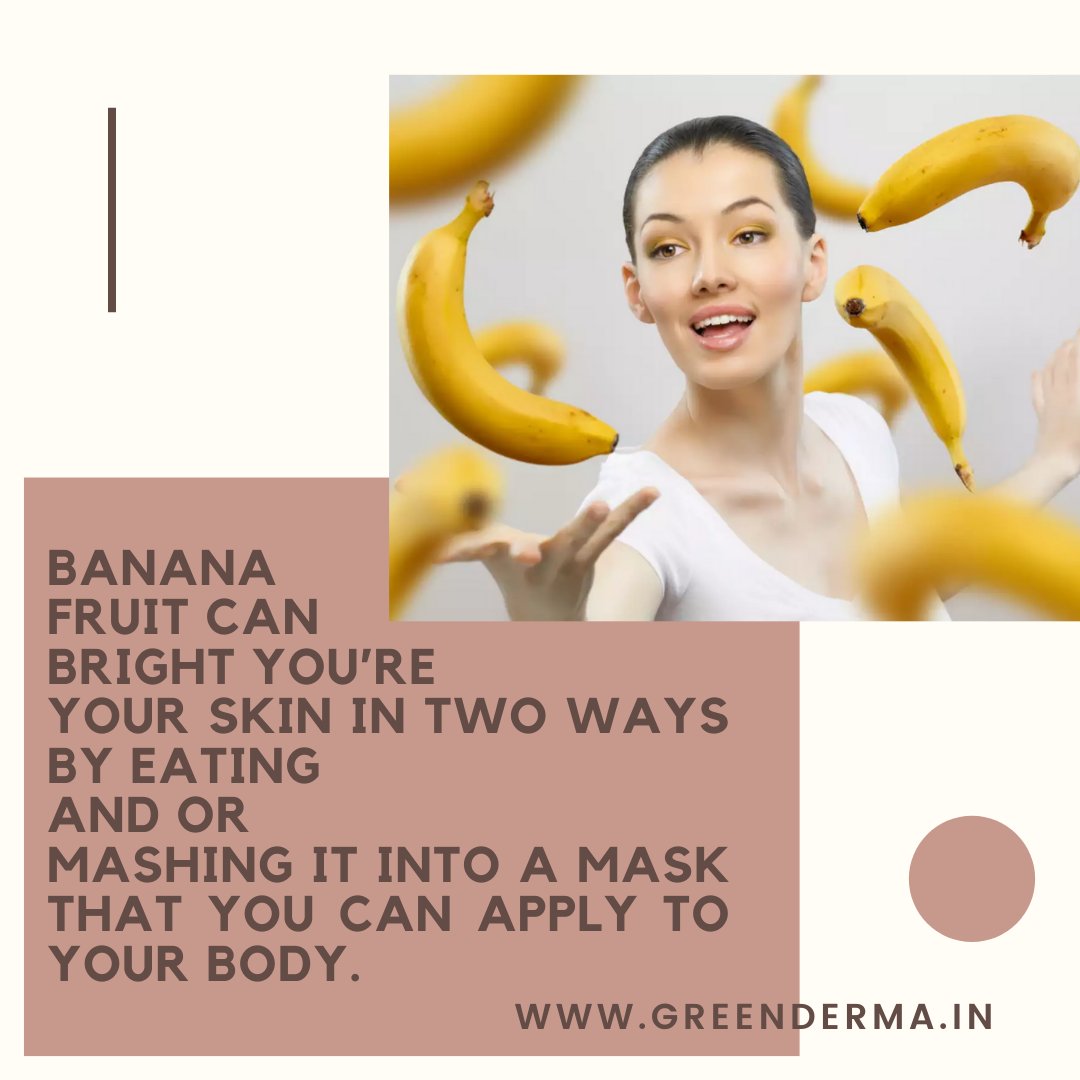 BANANA
FRUIT CAN
BRIGHT YOU'RE
YOUR SKIN IN TWO WAYS
BY EATING
AND OR
MASHING IT INTO A MASK
THAT YOU CAN APPLY TO
YOUR BODY.
WWW.GREENDERMA.IN